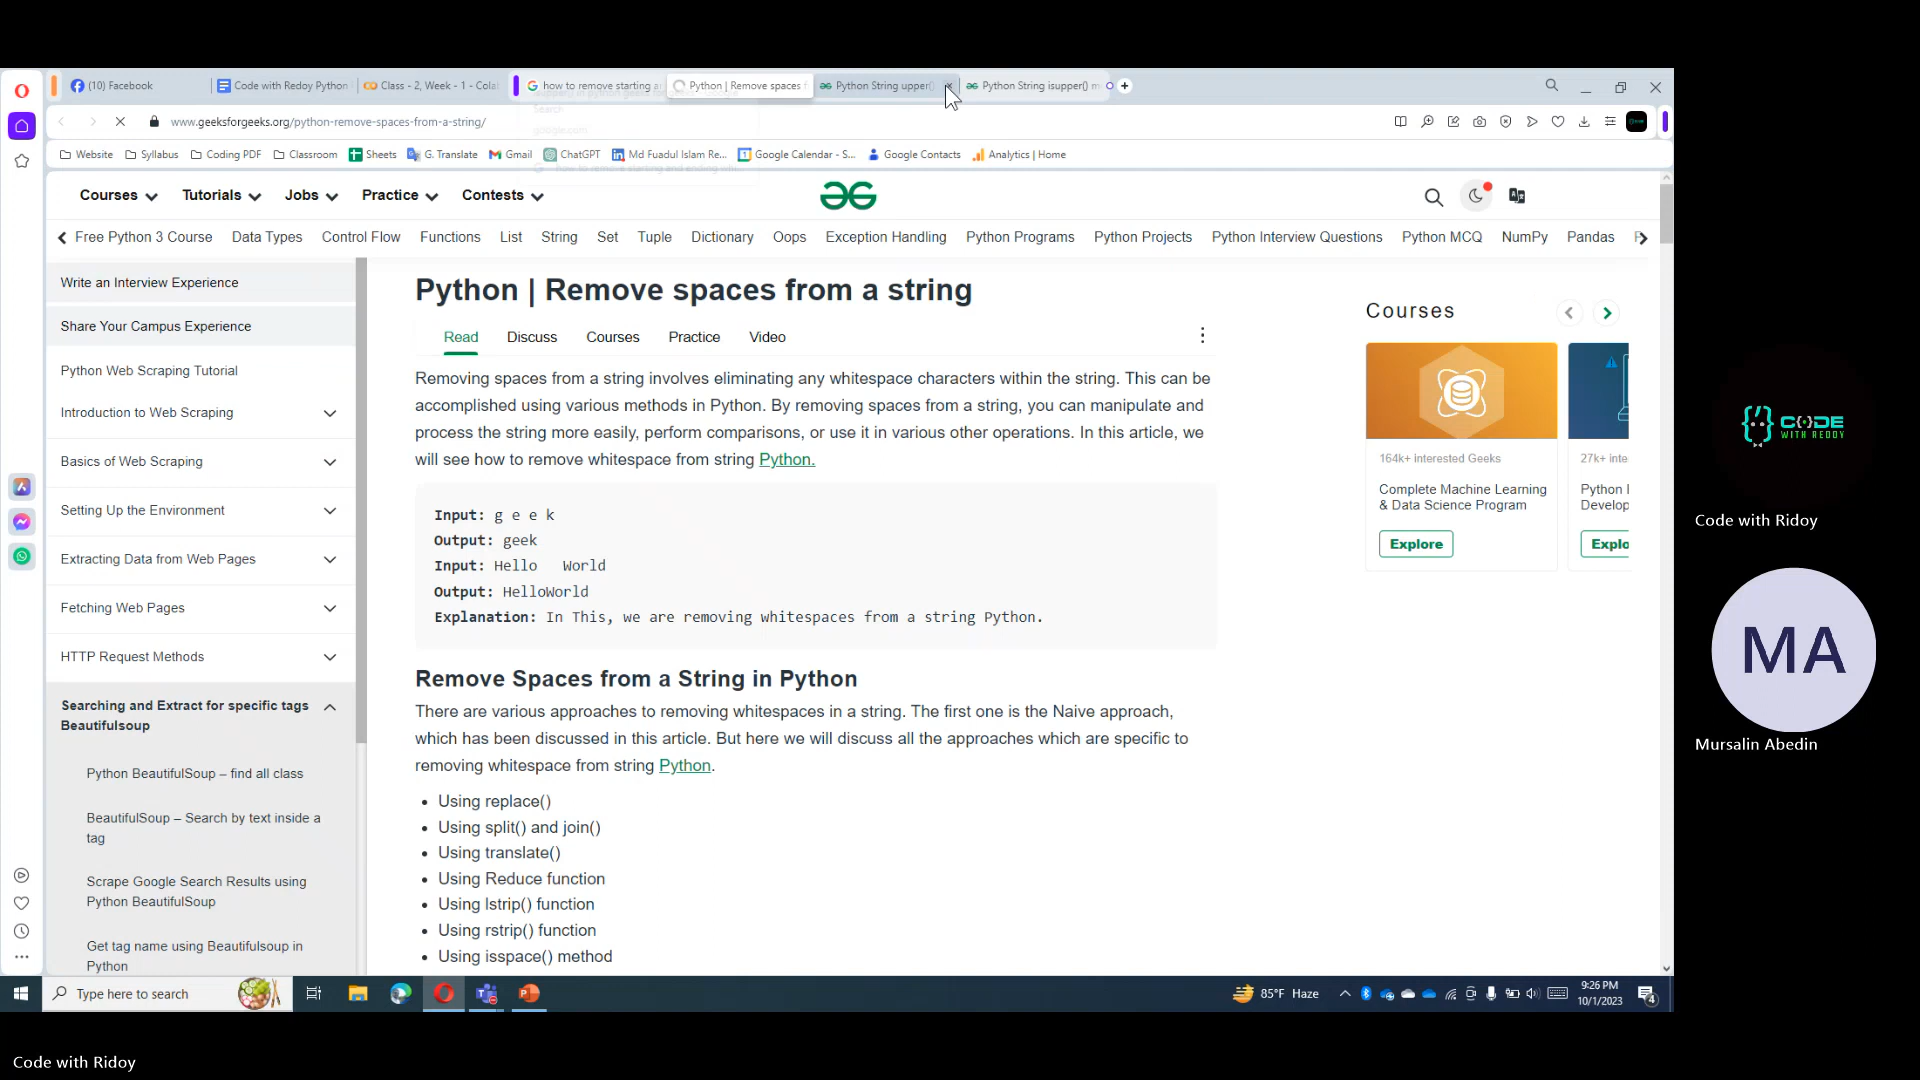 (10) Facebook
Code with Redoy Python
Class - 2, Week - 1 - Cola
how to remove starting ar
Python | Remove spaces f
Python String upper()
Python String isupper() m
www.geeksforgeeks.org/python-remove-spaces-from-a-string/
Website
Syllabus
Coding PDF
Classroom
Sheets
G. Translate
Gmail
ChatGPT
Md Fuadul Islam Re...
Google Calendar - S...
Google Contacts
Analytics | Home
Courses
Tutorials
Jobs
Practice
Contests
Free Python 3 Course
Data Types
Control Flow
Functions
List
String
Set
Tuple
Dictionary
Oops
Exception Handling
Python Programs
Python Projects
Python Interview Questions
Python MCQ
NumPy
Pandas
Write an Interview Experience
Share Your Campus Experience
Python Web Scraping Tutorial
Introduction to Web Scraping
Basics of Web Scraping
Setting Up the Environment
Extracting Data from Web Pages
Fetching Web Pages
HTTP Request Methods
Searching and Extract for specific tags
Beautifulsoup
Python BeautifulSoup – find all class
BeautifulSoup – Search by text inside a
tag
Scrape Google Search Results using
Python BeautifulSoup
Get tag name using Beautifulsoup in
Python
Python | Remove spaces from a string
Read
Discuss
Courses
Practice
Video
Removing spaces from a string involves eliminating any whitespace characters within the string. This can be
accomplished using various methods in Python. By removing spaces from a string, you can manipulate and
process the string more easily, perform comparisons, or use it in various other operations. In this article, we
will see how to remove whitespace from string Python.
Input: g e e k
Output: geek
Input: Hello   World
Output: HelloWorld
Explanation: In This, we are removing whitespaces from a string Python.
Remove Spaces from a String in Python
There are various approaches to removing whitespaces in a string. The first one is the Naive approach,
which has been discussed in this article. But here we will discuss all the approaches which are specific to
removing whitespace from string Python.
• Using replace()
• Using split() and join()
• Using translate()
• Using Reduce function
• Using lstrip() function
• Using rstrip() function
• Using isspace() method
Courses
164k+ interested Geeks
Complete Machine Learning
& Data Science Program
Explore
27k+ inte
Python
Develop
Explo
CODE
WITH REDOY
Code with Ridoy
MA
Mursalin Abedin
Type here to search
85°F Haze
9:26 PM
10/1/2023
4
Code with Ridoy